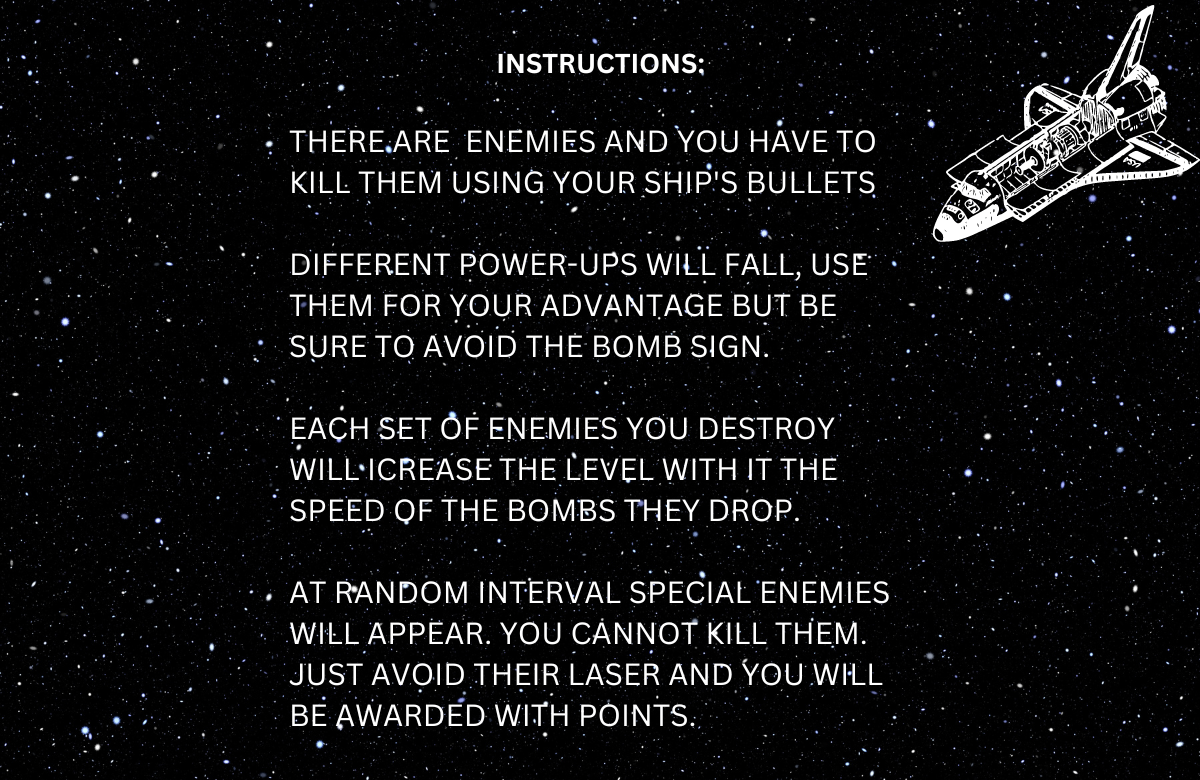 INSTRUCTIONS:
THERE ARE  ENEMIES AND YOU HAVE TO
KILL THEM USING YOUR SHIP'S BULLETS
DIFFERENT POWER-UPS WILL FALL, USE
THEM FOR YOUR ADVANTAGE BUT BE
SURE TO AVOID THE BOMB SIGN.
EACH SET OF ENEMIES YOU DESTROY
WILL ICREASE THE LEVEL WITH IT THE
SPEED OF THE BOMBS THEY DROP.
AT RANDOM INTERVAL SPECIAL ENEMIES
WILL APPEAR. YOU CANNOT KILL THEM.
JUST AVOID THEIR LASER AND YOU WILL
BE AWARDED WITH POINTS.